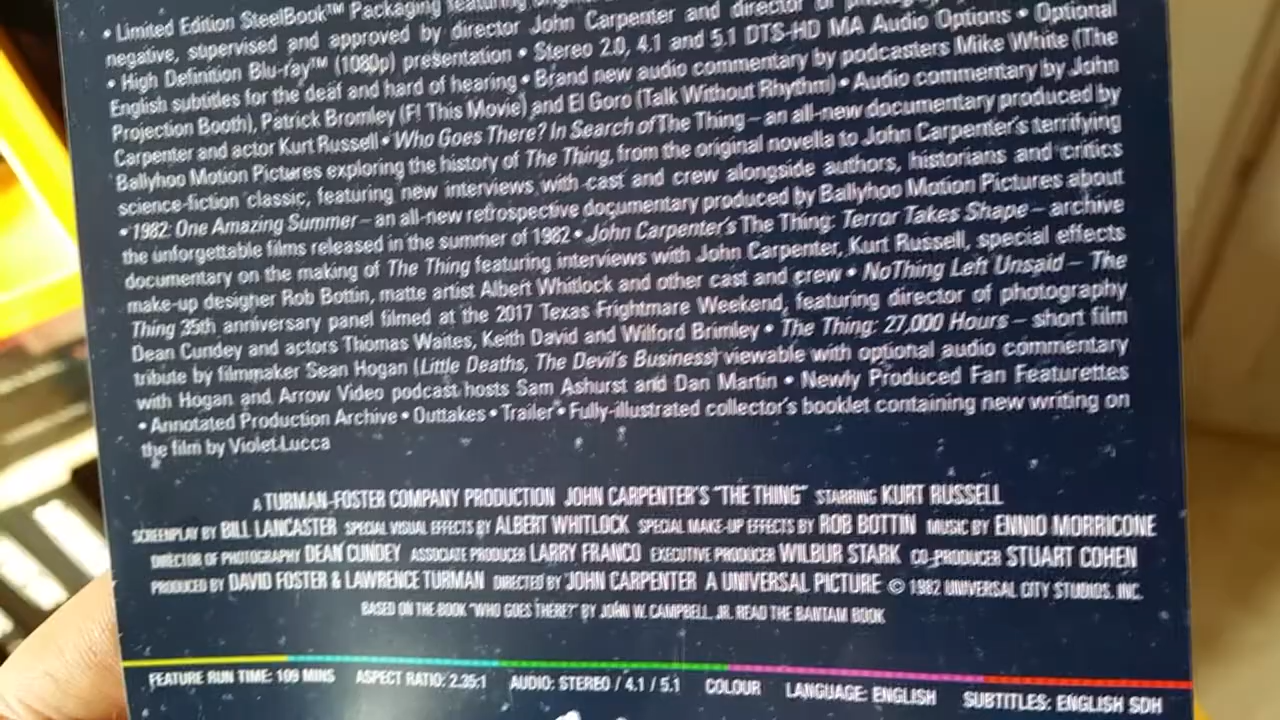 • Limited Edition SteelBook™ Packaging featuring
negative, supervised and approved by director John Carpenter and director of
• High Definition Blu-ray™ (1080p) presentation • Stereo 2.0, 4.1 and 5.1 DTS-HD MA Audio Options • Optional
English subtitles for the deaf and hard of hearing • Brand new audio commentary by podcasters Mike White (The
Projection Booth), Patrick Bromley (F! This Movie) and El Goro (Talk Without Rhythm) • Audio commentary by John
Carpenter and actor Kurt Russell • Who Goes There? In Search of The Thing – an all-new documentary produced by
Ballyhoo Motion Pictures exploring the history of The Thing, from the original novella to John Carpenter's terrifying
science-fiction classic, featuring new interviews with cast and crew alongside authors, historians and critics
• 1982: One Amazing Summer – an all-new retrospective documentary produced by Ballyhoo Motion Pictures about
the unforgettable films released in the summer of 1982 • John Carpenter's The Thing: Terror Takes Shape – archive
documentary on the making of The Thing featuring interviews with John Carpenter, Kurt Russell, special effects
make-up designer Rob Bottin, matte artist Albert Whitlock and other cast and crew • NoThing Left Unsaid – The
Thing 35th anniversary panel filmed at the 2017 Texas Frightmare Weekend, featuring director of photography
Dean Cundey and actors Thomas Waites, Keith David and Wilford Brimley • The Thing: 27,000 Hours – short film
tribute by filmmaker Sean Hogan (Little Deaths, The Devil's Business) viewable with optional audio commentary
with Hogan and Arrow Video podcast hosts Sam Ashurst and Dan Martin • Newly Produced Fan Featurettes
• Annotated Production Archive • Outtakes • Trailer • Fully-illustrated collector's booklet containing new writing on
the film by Violet Lucca
A TURMAN-FOSTER COMPANY PRODUCTION JOHN CARPENTER'S "THE THING" STARRING KURT RUSSELL
SCREENPLAY BY BILL LANCASTER SPECIAL VISUAL EFFECTS BY ALBERT WHITLOCK SPECIAL MAKE-UP EFFECTS BY ROB BOTTIN MUSIC BY ENNIO MORRICONE
DIRECTOR OF PHOTOGRAPHY DEAN CUNDEY ASSOCIATE PRODUCER LARRY FRANCO EXECUTIVE PRODUCER WILBUR STARK CO-PRODUCER STUART COHEN
PRODUCED BY DAVID FOSTER & LAWRENCE TURMAN DIRECTED BY JOHN CARPENTER A UNIVERSAL PICTURE © 1982 UNIVERSAL CITY STUDIOS, INC.
BASED ON THE BOOK "WHO GOES THERE?" BY JOHN W. CAMPBELL, JR. READ THE BANTAM BOOK
FEATURE RUN TIME: 109 MINS ASPECT RATIO: 2.35:1 AUDIO: STEREO / 4.1 / 5.1 COLOUR LANGUAGE: ENGLISH SUBTITLES: ENGLISH SDH